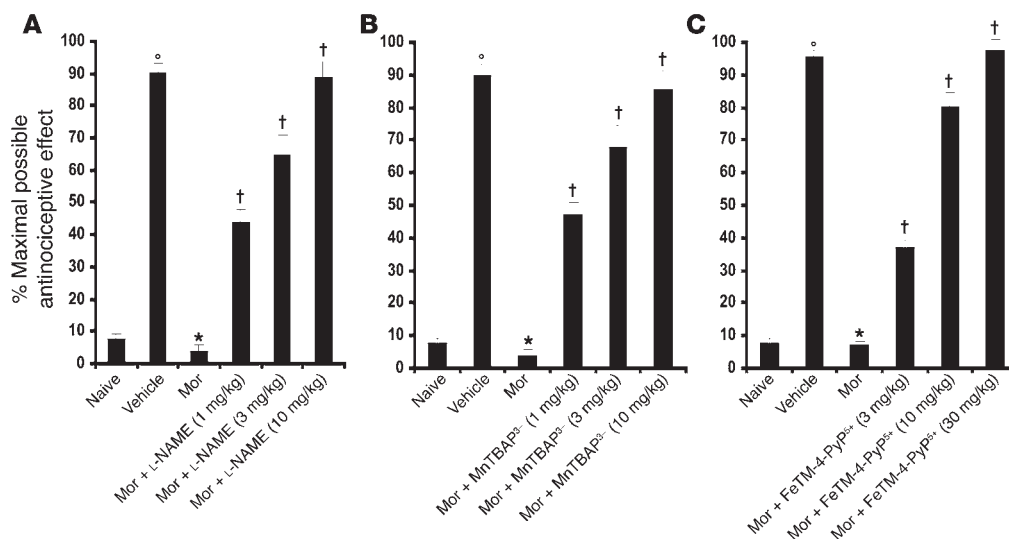 A
B
C
% Maximal possible
antinociceptive effect
100
90
80
70
60
50
40
30
20
10
0
°
*
†
†
†
Naive
Vehicle
Mor
Mor + L-NAME (1 mg/kg)
Mor + L-NAME (3 mg/kg)
Mor + L-NAME (10 mg/kg)
100
90
80
70
60
50
40
30
20
10
0
°
*
†
†
†
Naive
Vehicle
Mor
Mor + MnTBAP³⁻ (1 mg/kg)
Mor + MnTBAP³⁻ (3 mg/kg)
Mor + MnTBAP³⁻ (10 mg/kg)
100
90
80
70
60
50
40
30
20
10
0
°
*
†
†
†
Naive
Vehicle
Mor
Mor + FeTM-4-PyP⁵⁺ (3 mg/kg)
Mor + FeTM-4-PyP⁵⁺ (10 mg/kg)
Mor + FeTM-4-PyP⁵⁺ (30 mg/kg)